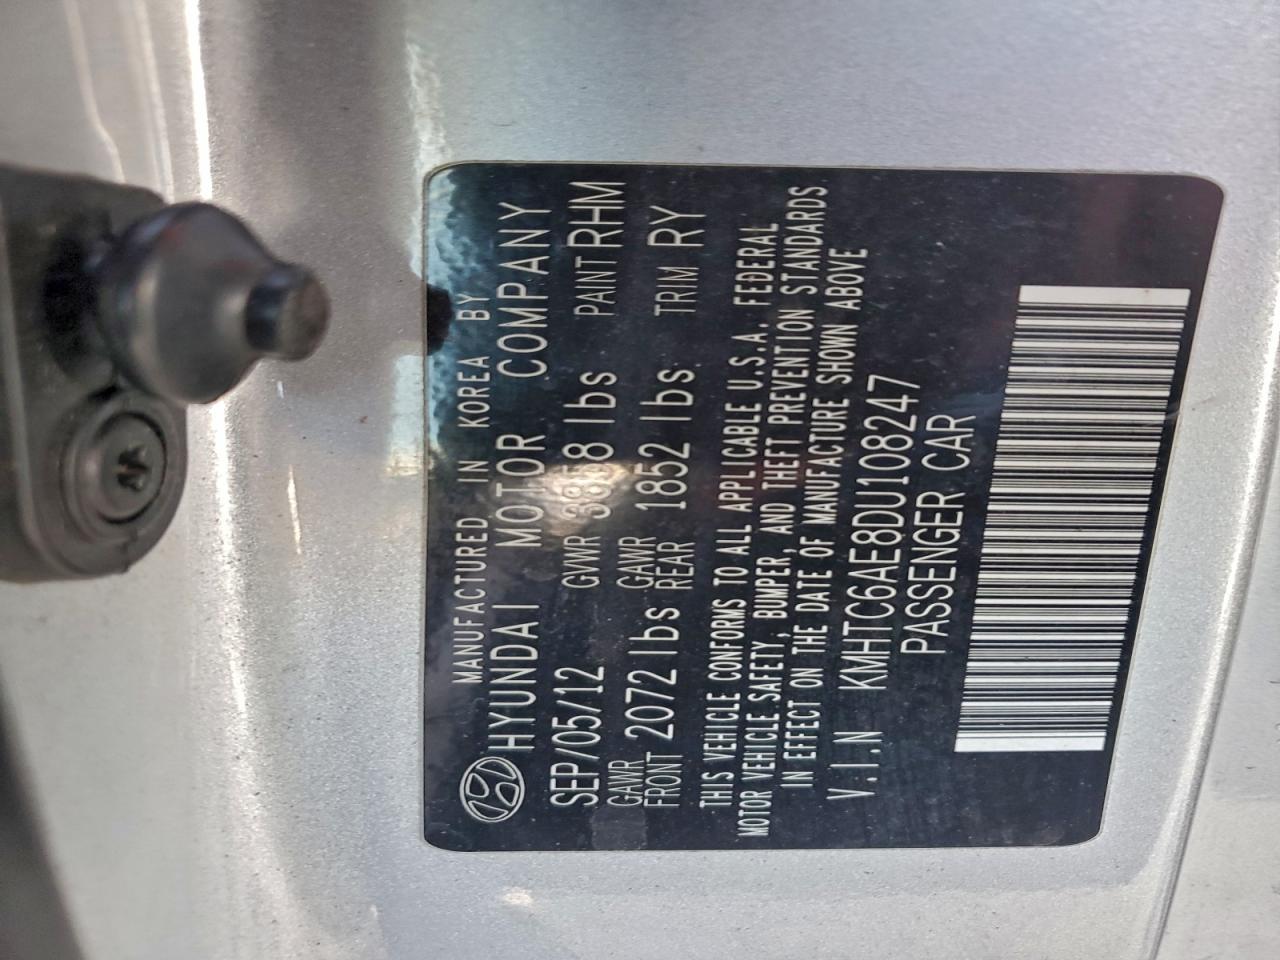 MANUFACTURED IN KOREA BY
HYUNDAI MOTOR COMPANY
SEP/05/12 GVWR 3858 lbs PAINT RHM
GAWR FRONT 2072 lbs GAWR REAR 1852 lbs TRIM RY
THIS VEHICLE CONFORMS TO ALL APPLICABLE U.S.A. FEDERAL
MOTOR VEHICLE SAFETY, BUMPER, AND THEFT PREVENTION STANDARDS
IN EFFECT ON THE DATE OF MANUFACTURE SHOWN ABOVE
V.I.N KMHTC6AE8DU108247
PASSENGER CAR